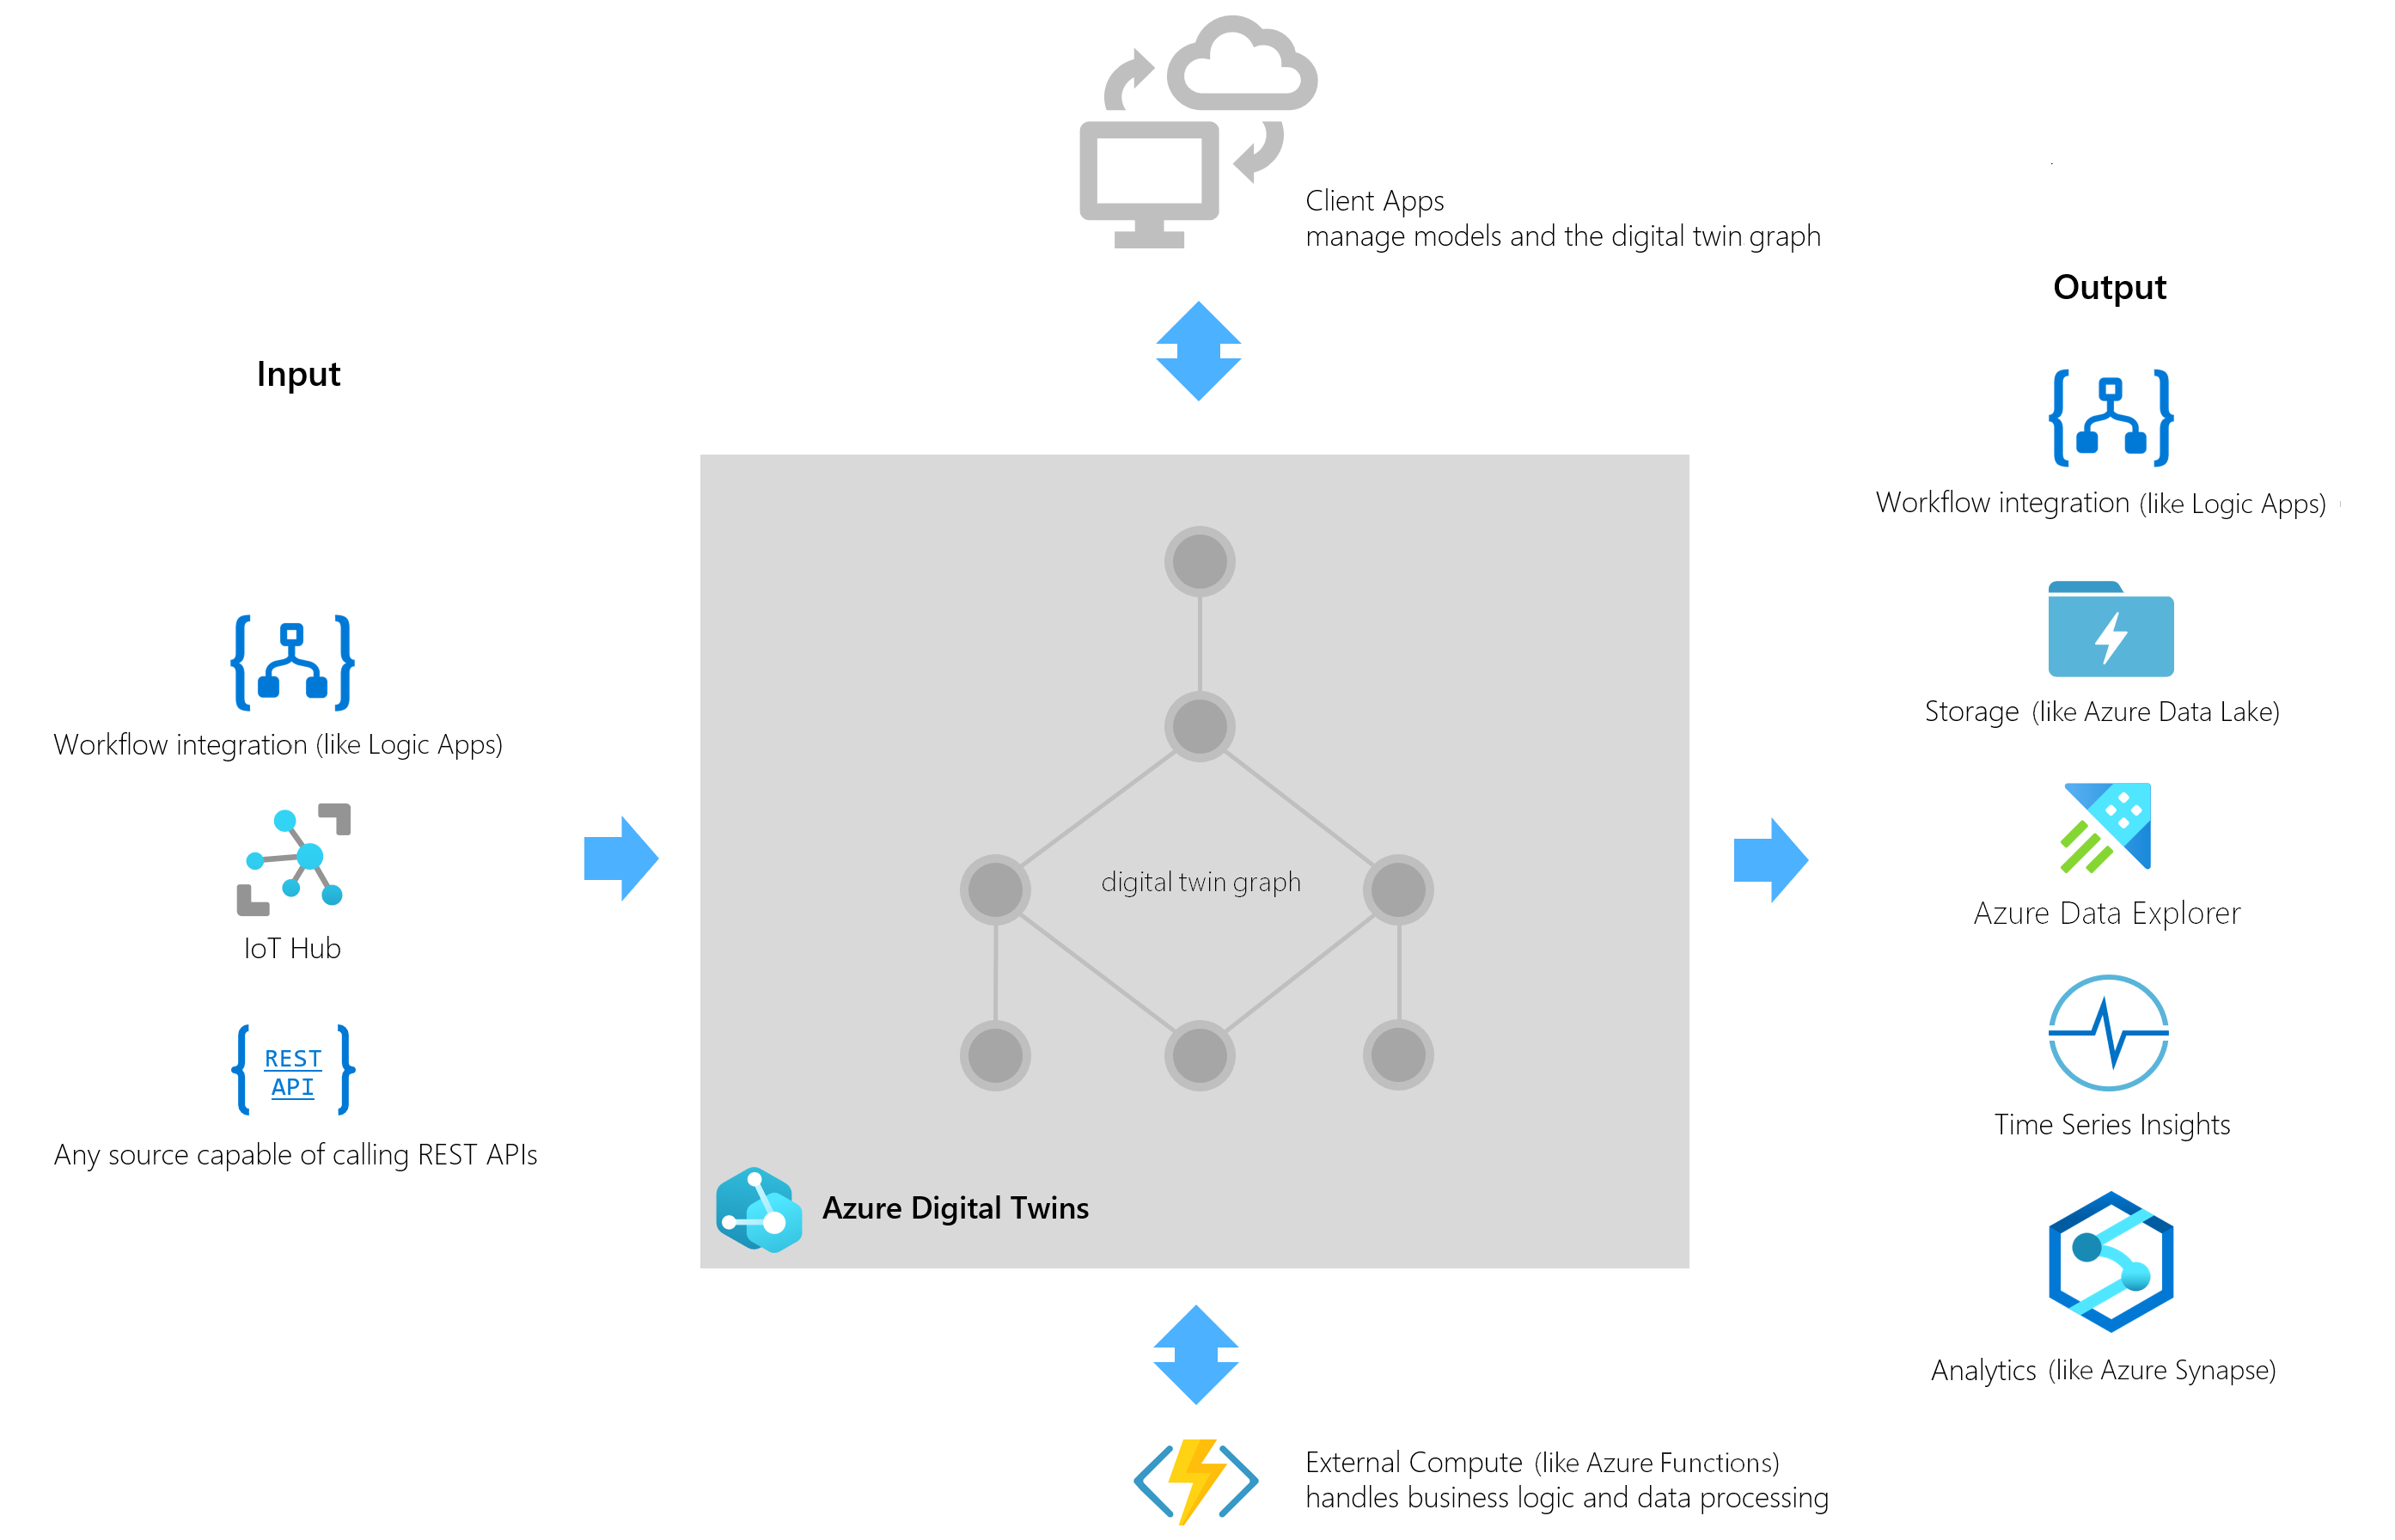 Client Apps
manage models and the digital twin graph
Input
Workflow integration (like Logic Apps)
IoT Hub
REST
API
Any source capable of calling REST APIs
digital twin graph
Azure Digital Twins
Output
Workflow integration (like Logic Apps)
Storage (like Azure Data Lake)
Azure Data Explorer
Time Series Insights
Analytics (like Azure Synapse)
External Compute (like Azure Functions)
handles business logic and data processing